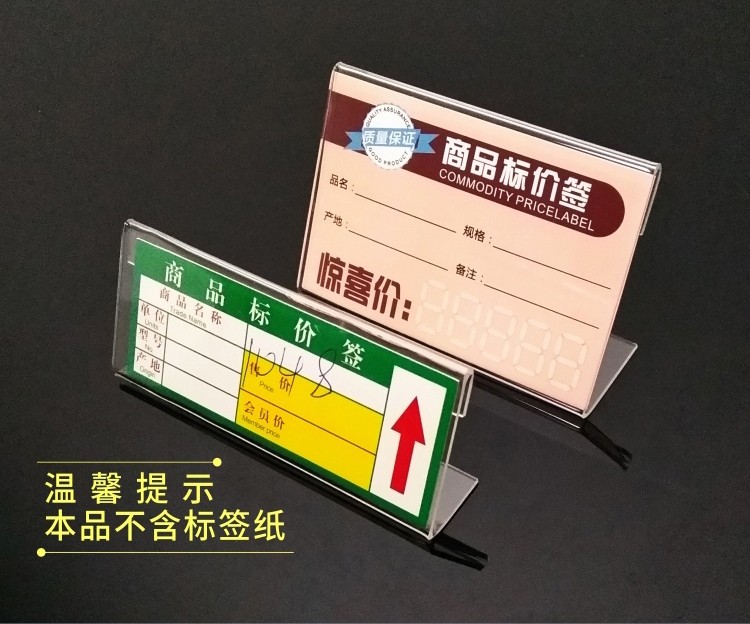 QUALITY ASSURANCE
质量保证
GOOD PRODUCT
商品标价签
COMMODITY PRICELABEL
品名：
产地：
规格：
备注：
惊喜价：
商品标价签
商品名称
Trade Name
单位
Units
型号
No.
产地
Origin
价
Price
1048
会员价
Member price
温馨提示
本品不含标签纸